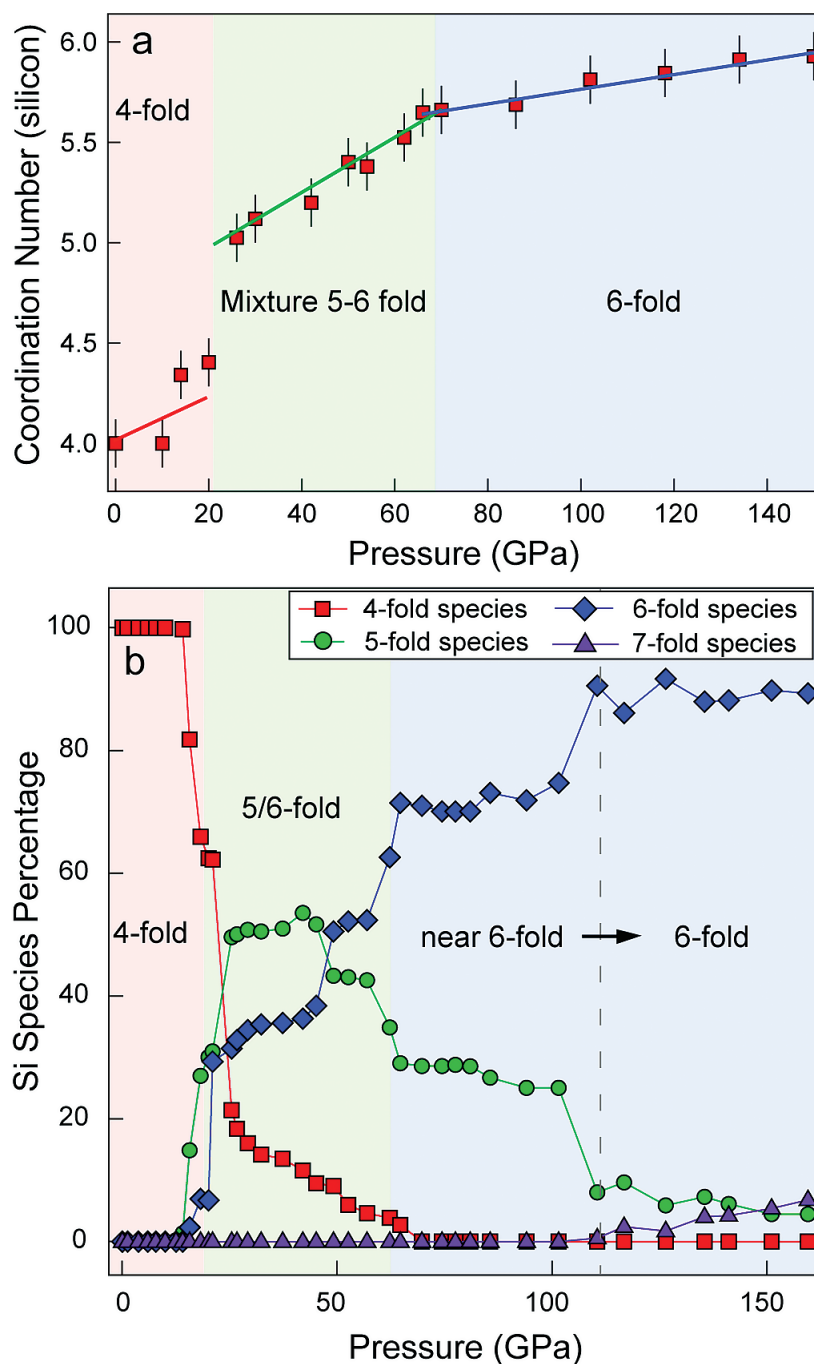 a
4-fold
Mixture 5-6 fold
6-fold
Coordination Number (silicon)
6.0
5.5
5.0
4.5
4.0
0 20 40 60 80 100 120 140
Pressure (GPa)
b
4-fold species 6-fold species
5-fold species 7-fold species
5/6-fold
4-fold
near 6-fold
6-fold
Si Species Percentage
100
80
60
40
20
0
0 50 100 150
Pressure (GPa)